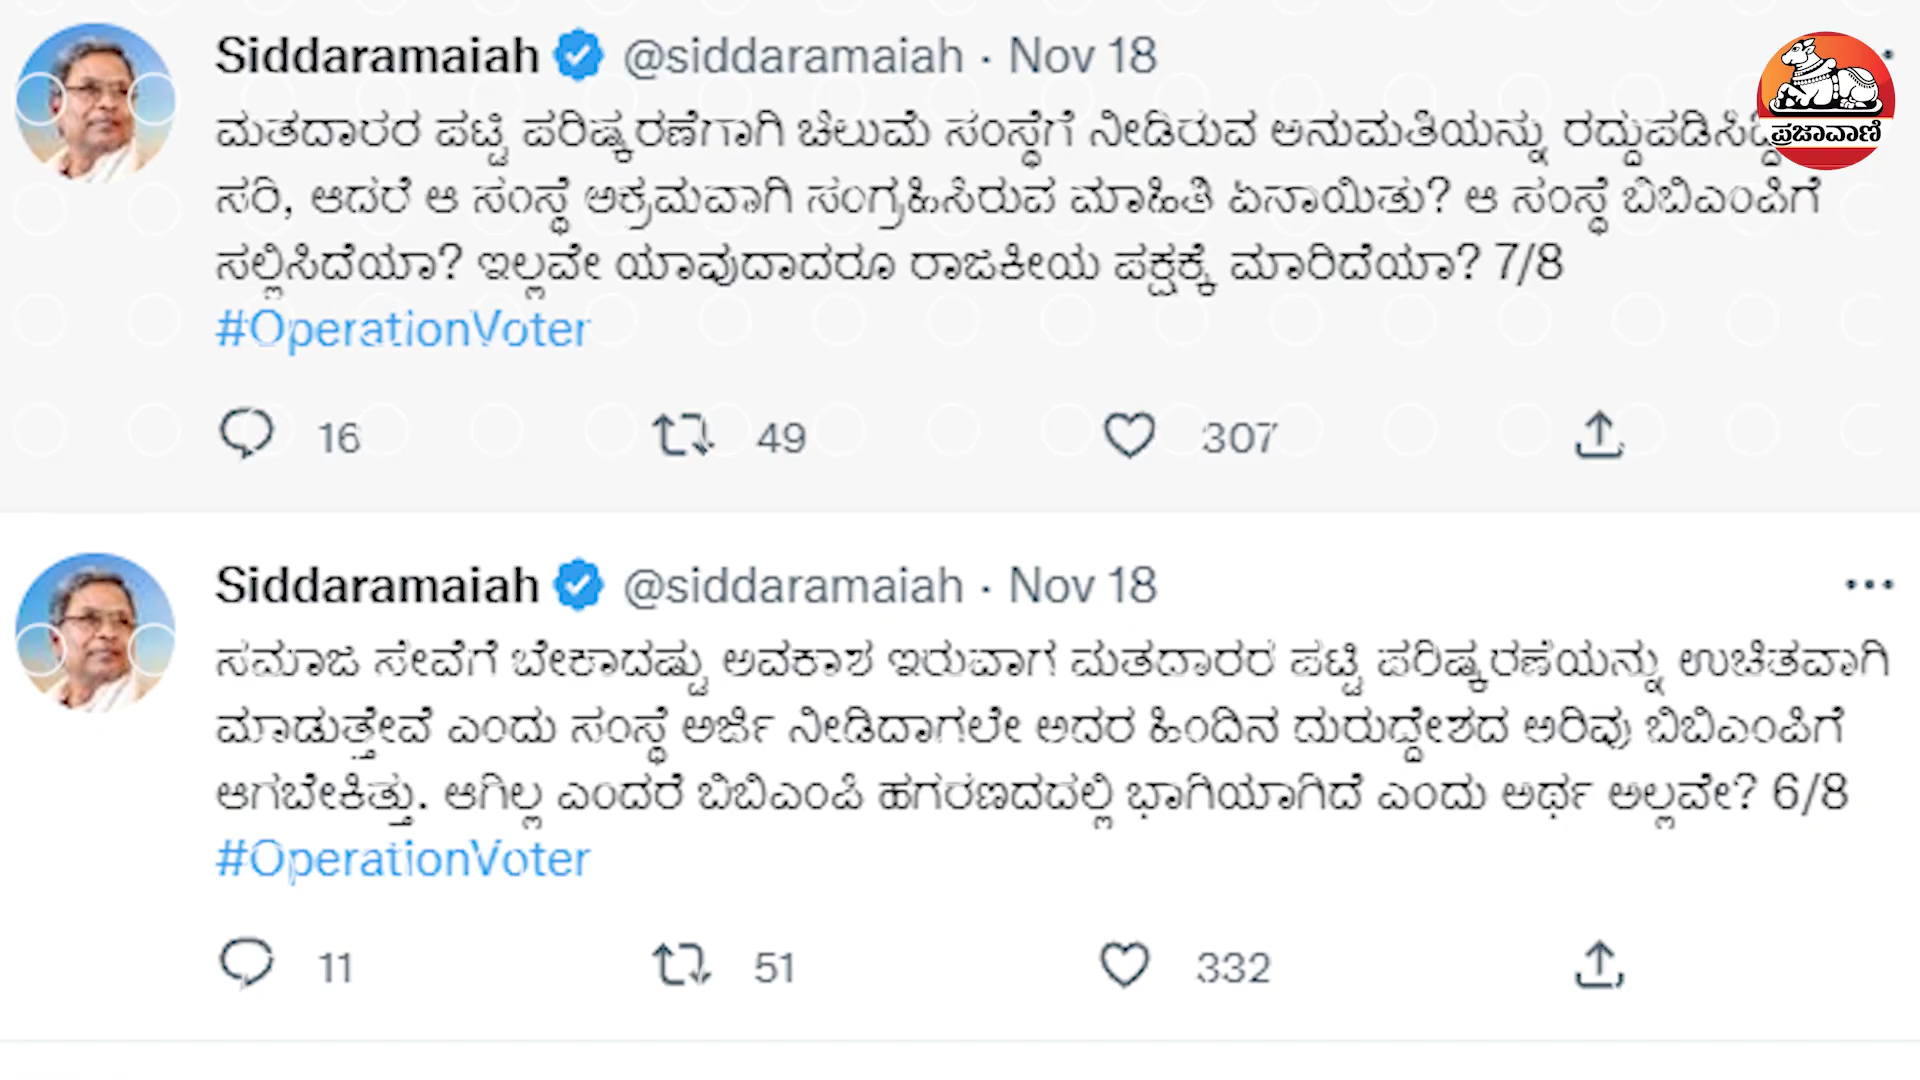 Siddaramaiah @siddaramaiah · Nov 18
ಮತದಾರರ ಪಟ್ಟಿ ಪರಿಷ್ಕರಣೆಗಾಗಿ ಚಿಲುಮೆ ಸಂಸ್ಥೆಗೆ ನೀಡಿರುವ ಅನುಮತಿಯನ್ನು
ಪ್ರಜಾವಾಣಿ
ಸರಿ, ಆದರೆ ಆ ಸಂಸ್ಥೆ ಅಕ್ರಮವಾಗಿ ಸಂಗ್ರಹಿಸಿರುವ ಮಾಹಿತಿ ಏನಾಯಿತು? ಆ ಸಂಸ್ಥೆ ಬಿಬಿಎಂಪಿಗೆ
ಸಲ್ಲಿಸಿದೆಯಾ? ಇಲ್ಲವೇ ಯಾವುದಾದರೂ ರಾಜಕೀಯ ಪಕ್ಷಕ್ಕೆ ಮಾರಿದೆಯಾ? 7/8
#OperationVoter
16 49 307
Siddaramaiah @siddaramaiah · Nov 18
ಸಮಾಜ ಸೇವೆಗೆ ಬೇಕಾದಷ್ಟು ಅವಕಾಶ ಇರುವಾಗ ಮತದಾರರ ಪಟ್ಟಿ ಪರಿಷ್ಕರಣೆಯನ್ನು ಉಚಿತವಾಗಿ
ಮಾಡುತ್ತೇವೆ ಎಂದು ಸಂಸ್ಥೆ ಅರ್ಜಿ ನೀಡಿದಾಗಲೇ ಅದರ ಹಿಂದಿನ ದುರುದ್ದೇಶದ ಅರಿವು ಬಿಬಿಎಂಪಿಗೆ
ಆಗಬೇಕಿತ್ತು. ಆಗಿಲ್ಲ ಎಂದರೆ ಬಿಬಿಎಂಪಿ ಹಗರಣದದಲ್ಲಿ ಭಾಗಿಯಾಗಿದೆ ಎಂದು ಅರ್ಥ ಅಲ್ಲವೇ? 6/8
#OperationVoter
11 51 332